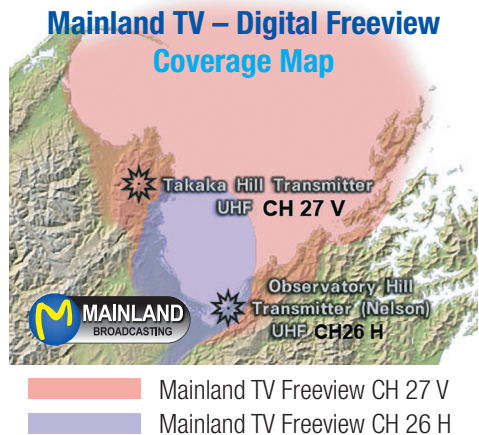 Mainland TV – Digital Freeview
Coverage Map
Takaka Hill Transmitter
UHF CH 27 V
Observatory Hill
Transmitter (Nelson)
UHF CH26 H
M MAINLAND
BROADCASTING
Mainland TV Freeview CH 27 V
Mainland TV Freeview CH 26 H